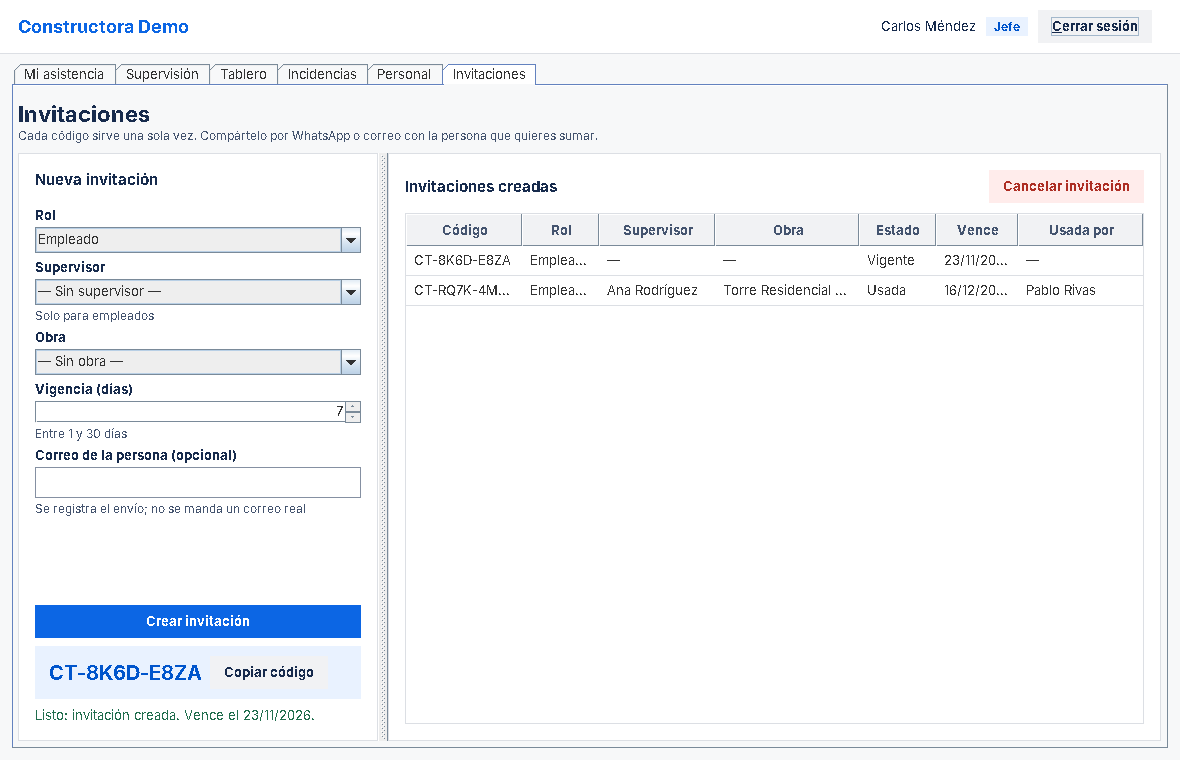 Constructora Demo
Carlos Méndez Jefe Cerrar sesión
Mi asistencia Supervisión Tablero Incidencias Personal Invitaciones
Invitaciones
Cada código sirve una sola vez. Compártelo por WhatsApp o correo con la persona que quieres sumar.
Nueva invitación
Rol
Empleado
Supervisor
— Sin supervisor —
Solo para empleados
Obra
— Sin obra —
Vigencia (días)
7
Entre 1 y 30 días
Correo de la persona (opcional)
Se registra el envío; no se manda un correo real
Crear invitación
CT-8K6D-E8ZA Copiar código
Listo: invitación creada. Vence el 23/11/2026.
Invitaciones creadas Cancelar invitación
Código Rol Supervisor Obra Estado Vence Usada por
CT-8K6D-E8ZA Emplea... — — Vigente 23/11/20... —
CT-RQ7K-4M... Emplea... Ana Rodríguez Torre Residencial ... Usada 16/12/20... Pablo Rivas